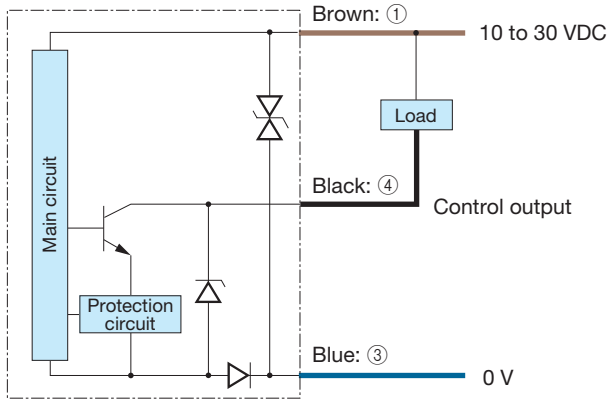 Brown: ①
10 to 30 VDC
Load
Main circuit
Black: ④
Control output
Protection
circuit
Blue: ③
0 V